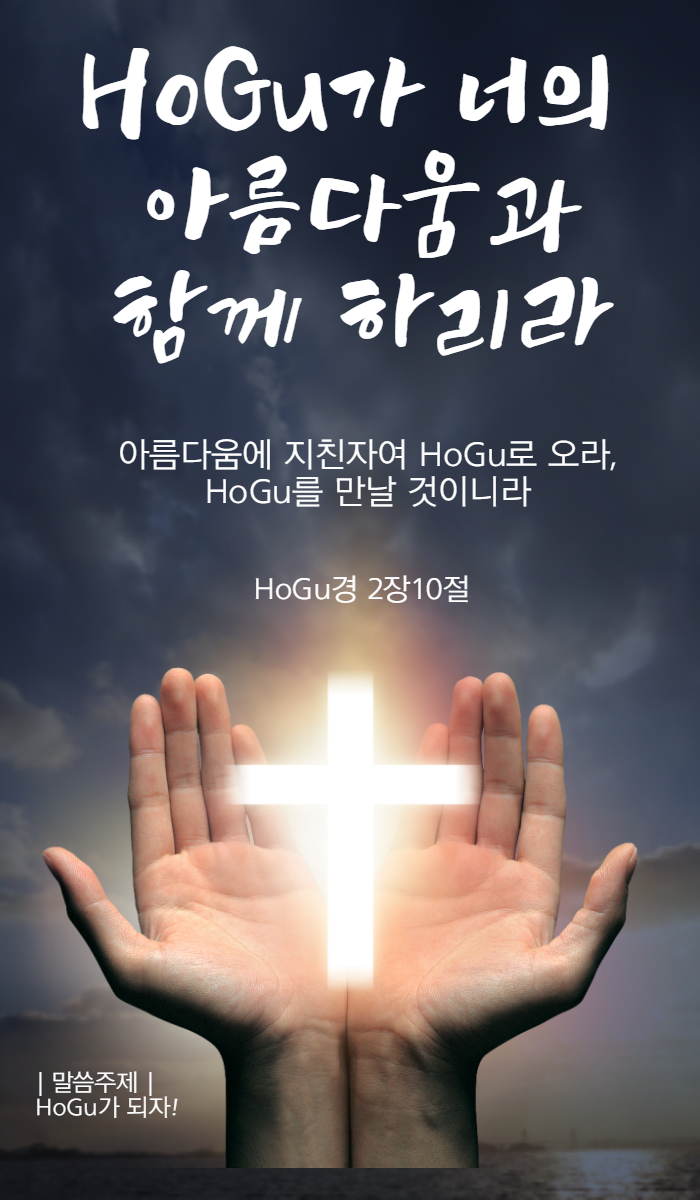 HoGu가 너의
아름다움과
함께 하리라
아름다움에 지친자여 HoGu로 오라,
HoGu를 만날 것이니라
HoGu경 2장10절
| 말씀주제 |
HoGu가 되자!